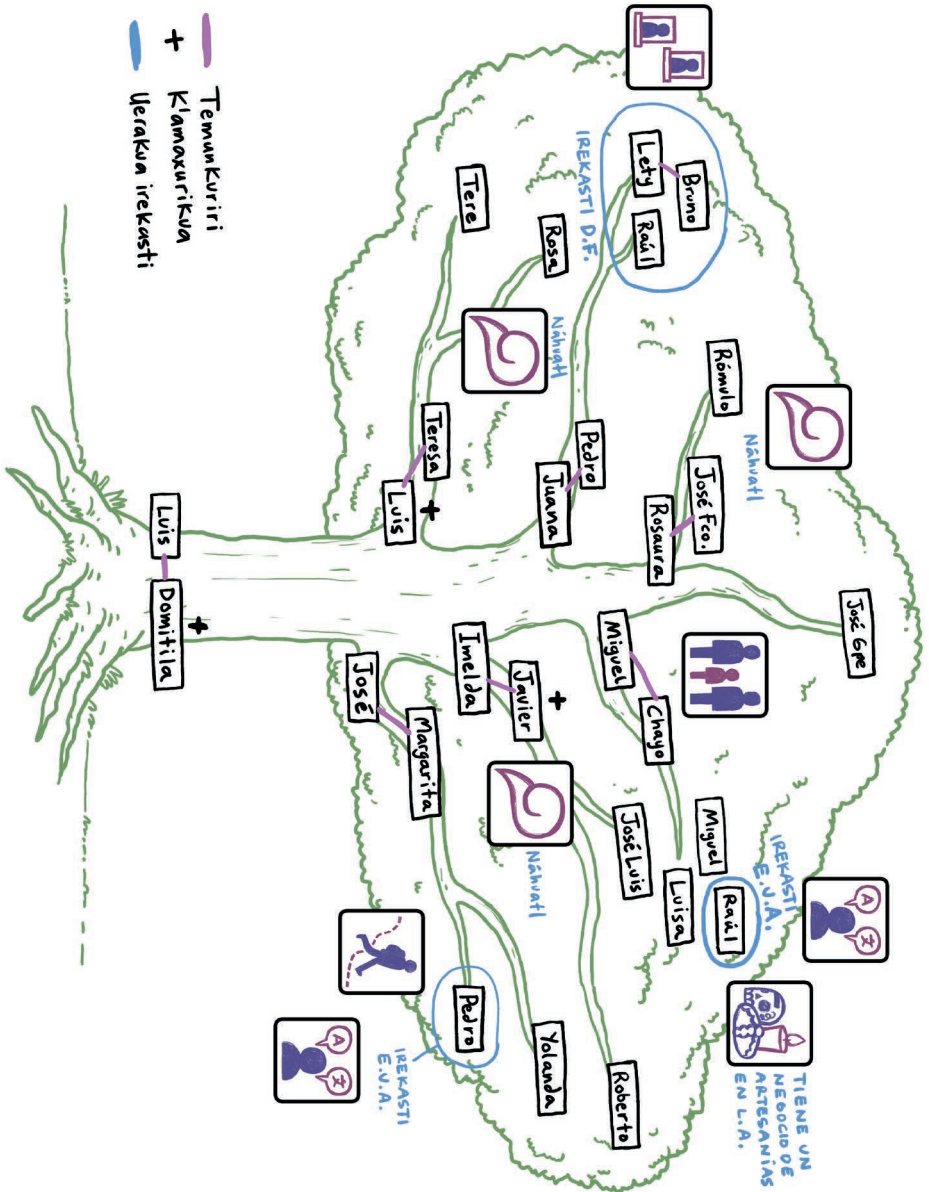 José Gpe
TIENE UN
NEGOCIO DE
ARTESANÍAS
EN L.A.
A 文
IREKASTI
E.U.A.
Náhuatl
Rómulo
José Fco.
Rosaura
Miguel
Raúl
Luisa
Bruno
Lety
Raúl
IREKASTI D.F.
Miguel
Chayo
José Luis
Roberto
Pedro
Juana
Náhuatl
Rosa
Tere
Javier
Imelda
Náhuatl
Yolanda
Pedro
IREKASTI
E.U.A.
A 文
Teresa
Luis
+
+
Margarita
José
Temunkuriri
+ K'amaxurikua
Uerakua irekasti
Luis
Domitila
+